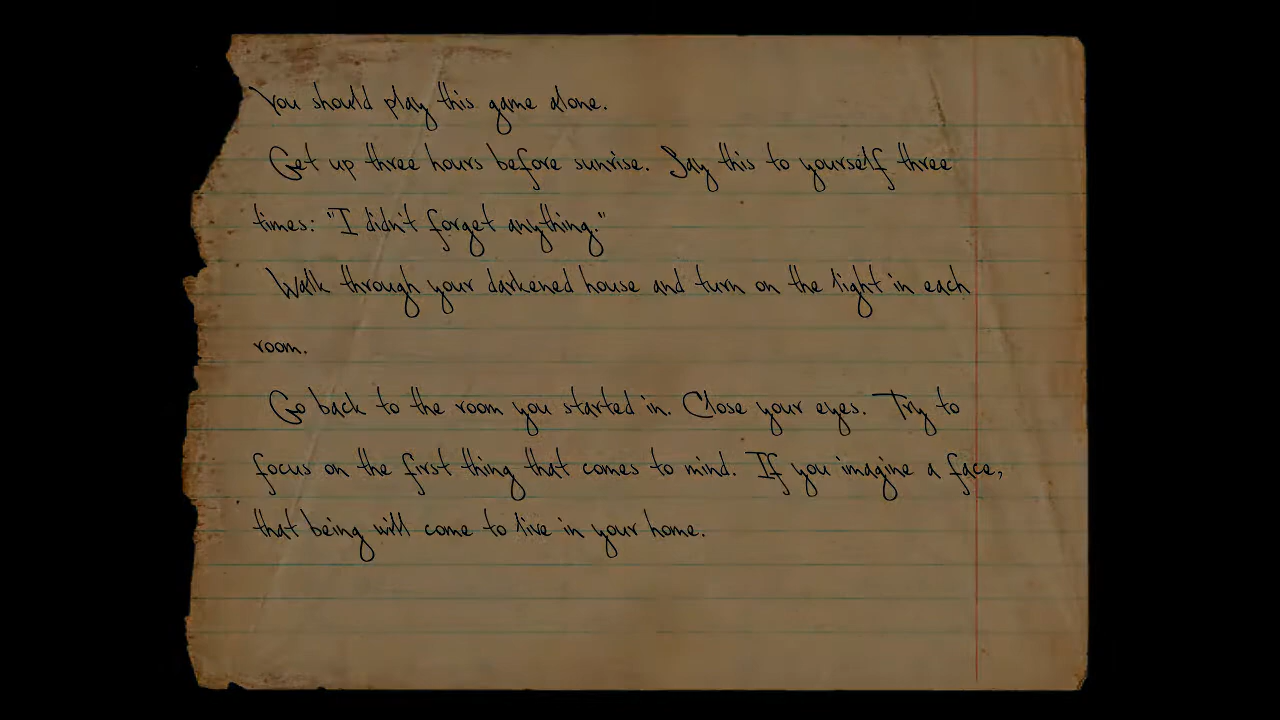 You should play this game alone.
Get up three hours before sunrise. Say this to yourself three
times: "I didn't forget anything."
Walk through your darkened house and turn on the light in each
room.
Go back to the room you started in. Close your eyes. Try to
focus on the first thing that comes to mind. If you imagine a face,
that being will come to live in your home.